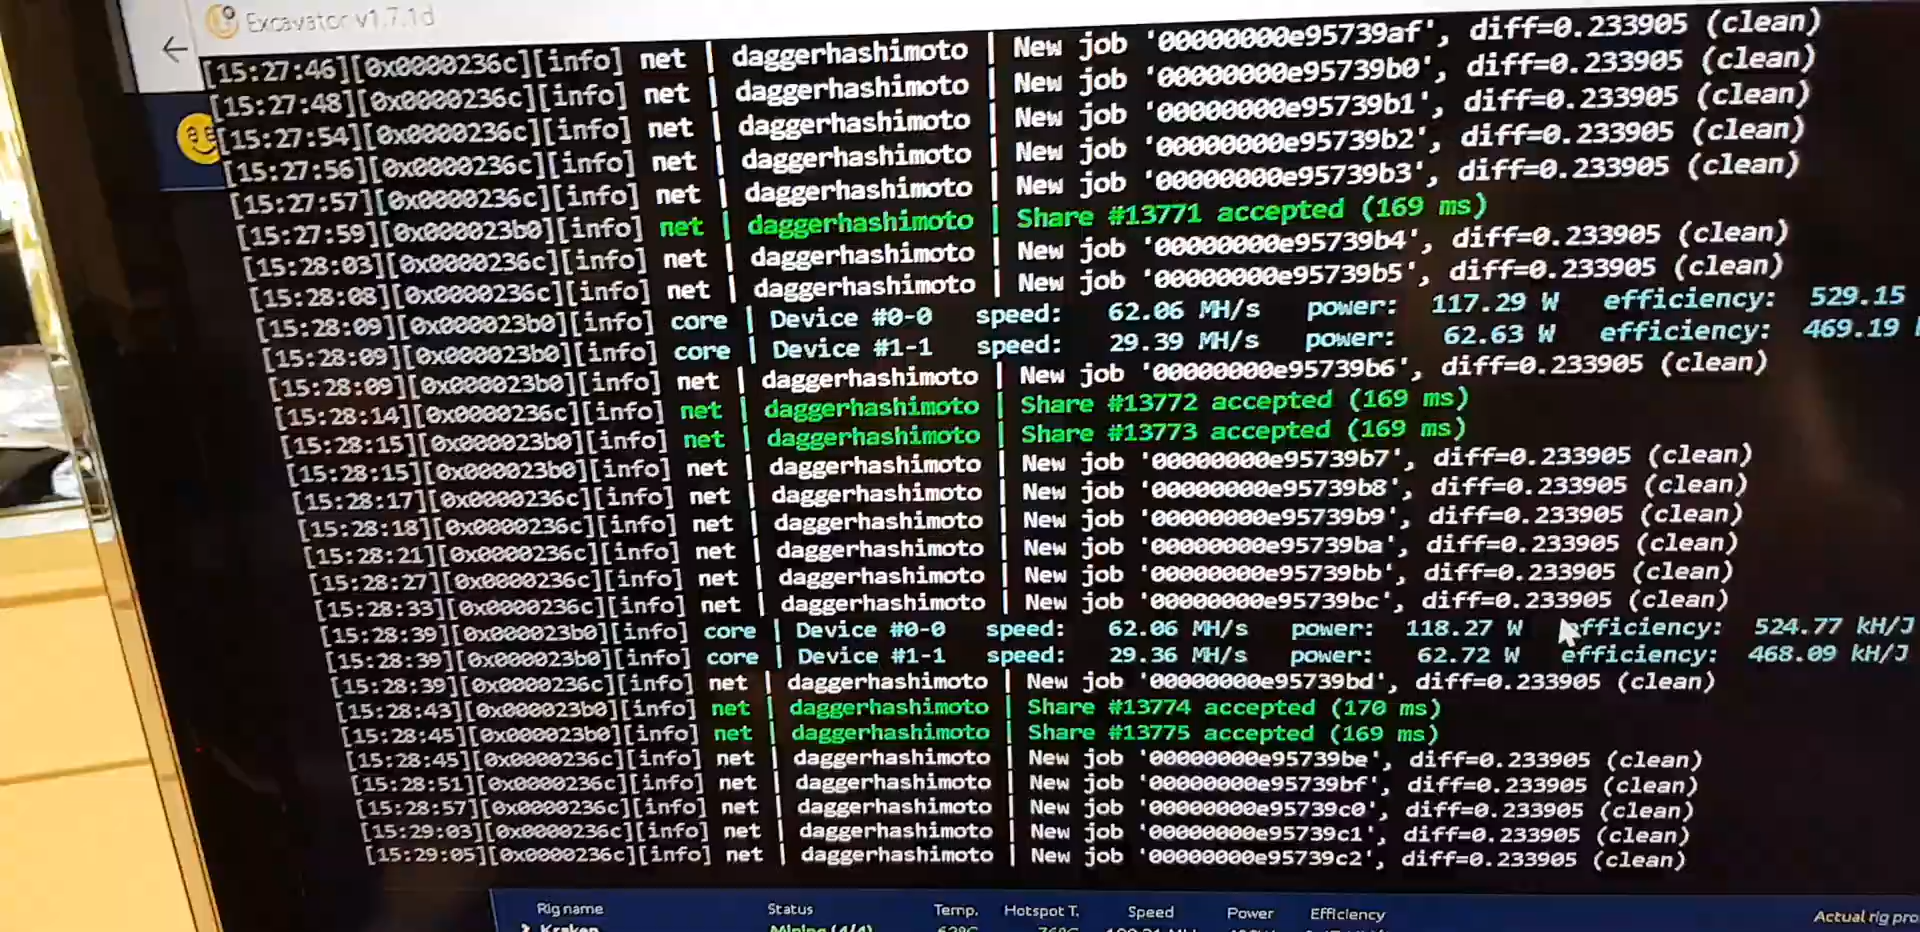 Excavator v1.7.1d
[15:27:46][0x0000236c][info] net | daggerhashimoto | New job '00000000e95739af', diff=0.233905 (clean)
[15:27:48][0x0000236c][info] net | daggerhashimoto | New job '00000000e95739b0', diff=0.233905 (clean)
[15:27:54][0x0000236c][info] net | daggerhashimoto | New job '00000000e95739b1', diff=0.233905 (clean)
[15:27:56][0x0000236c][info] net | daggerhashimoto | New job '00000000e95739b2', diff=0.233905 (clean)
[15:27:57][0x0000236c][info] net | daggerhashimoto | New job '00000000e95739b3', diff=0.233905 (clean)
[15:27:59][0x000023b0][info] net | daggerhashimoto | Share #13771 accepted (169 ms)
[15:28:03][0x0000236c][info] net | daggerhashimoto | New job '00000000e95739b4', diff=0.233905 (clean)
[15:28:08][0x0000236c][info] net | daggerhashimoto | New job '00000000e95739b5', diff=0.233905 (clean)
[15:28:09][0x000023b0][info] core | Device #0-0 speed: 62.06 MH/s power: 117.29 W efficiency: 529.15
[15:28:09][0x000023b0][info] core | Device #1-1 speed: 29.39 MH/s power: 62.63 W efficiency: 469.19
[15:28:09][0x000023b0][info] net | daggerhashimoto | New job '00000000e95739b6', diff=0.233905 (clean)
[15:28:14][0x0000236c][info] net | daggerhashimoto | Share #13772 accepted (169 ms)
[15:28:15][0x000023b0][info] net | daggerhashimoto | Share #13773 accepted (169 ms)
[15:28:15][0x000023b0][info] net | daggerhashimoto | New job '00000000e95739b7', diff=0.233905 (clean)
[15:28:17][0x0000236c][info] net | daggerhashimoto | New job '00000000e95739b8', diff=0.233905 (clean)
[15:28:18][0x0000236c][info] net | daggerhashimoto | New job '00000000e95739b9', diff=0.233905 (clean)
[15:28:21][0x0000236c][info] net | daggerhashimoto | New job '00000000e95739ba', diff=0.233905 (clean)
[15:28:27][0x0000236c][info] net | daggerhashimoto | New job '00000000e95739bb', diff=0.233905 (clean)
[15:28:33][0x0000236c][info] net | daggerhashimoto | New job '00000000e95739bc', diff=0.233905 (clean)
[15:28:39][0x000023b0][info] core | Device #0-0 speed: 62.06 MH/s power: 118.27 W efficiency: 524.77 kH/J
[15:28:39][0x000023b0][info] core | Device #1-1 speed: 29.36 MH/s power: 62.72 W efficiency: 468.09 kH/J
[15:28:39][0x0000236c][info] net | daggerhashimoto | New job '00000000e95739bd', diff=0.233905 (clean)
[15:28:43][0x000023b0][info] net | daggerhashimoto | Share #13774 accepted (170 ms)
[15:28:45][0x000023b0][info] net | daggerhashimoto | Share #13775 accepted (169 ms)
[15:28:45][0x0000236c][info] net | daggerhashimoto | New job '00000000e95739be', diff=0.233905 (clean)
[15:28:51][0x0000236c][info] net | daggerhashimoto | New job '00000000e95739bf', diff=0.233905 (clean)
[15:28:57][0x0000236c][info] net | daggerhashimoto | New job '00000000e95739c0', diff=0.233905 (clean)
[15:29:03][0x0000236c][info] net | daggerhashimoto | New job '00000000e95739c1', diff=0.233905 (clean)
[15:29:05][0x0000236c][info] net | daggerhashimoto | New job '00000000e95739c2', diff=0.233905 (clean)
Rig name Status Temp. Hotspot T. Speed Power Efficiency Actual rig pro
Kraken Mining (4/4)